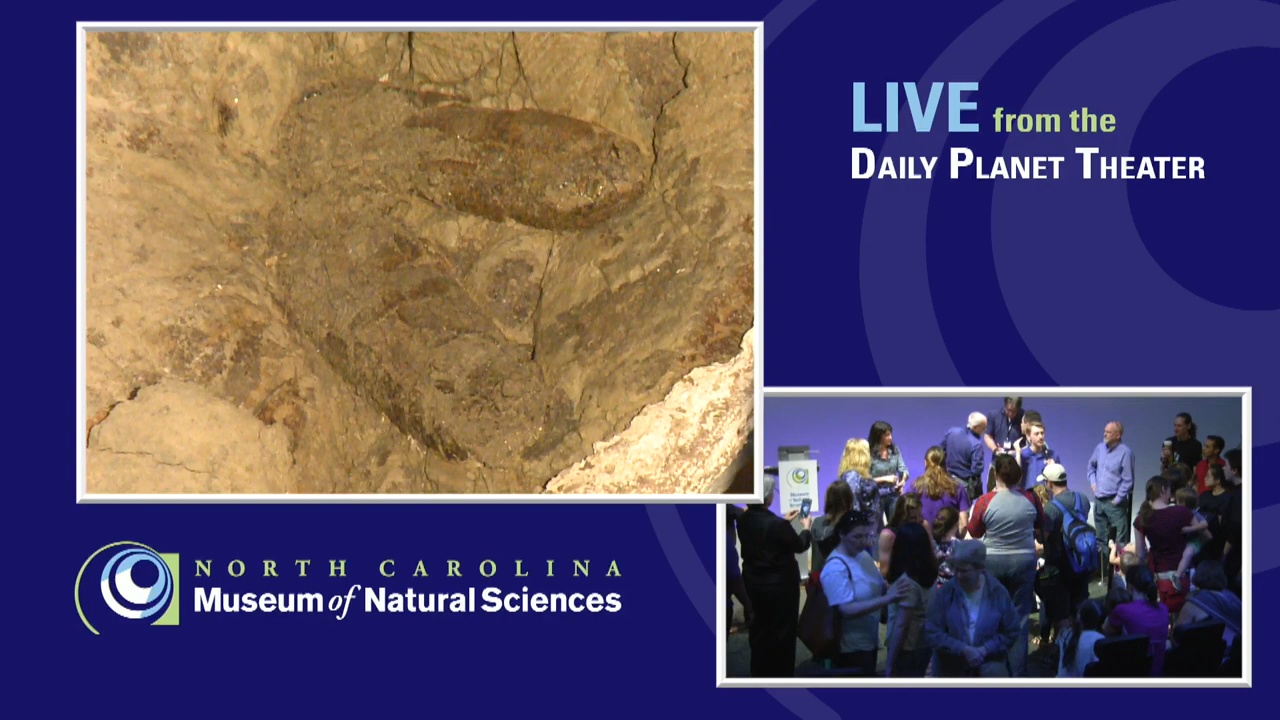 LIVE from the
DAILY PLANET THEATER
NORTH CAROLINA
Museum of Natural Sciences